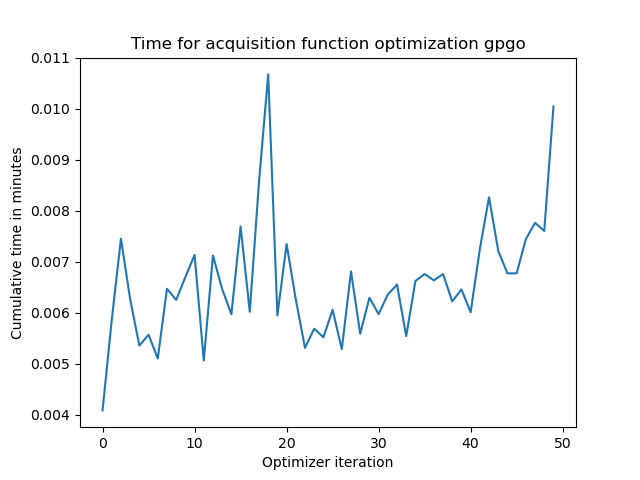 Time for acquisition function optimization gpgo
0.011
0.010
0.009
0.008
0.007
0.006
0.005
0.004
Cumulative time in minutes
0 10 20 30 40 50
Optimizer iteration